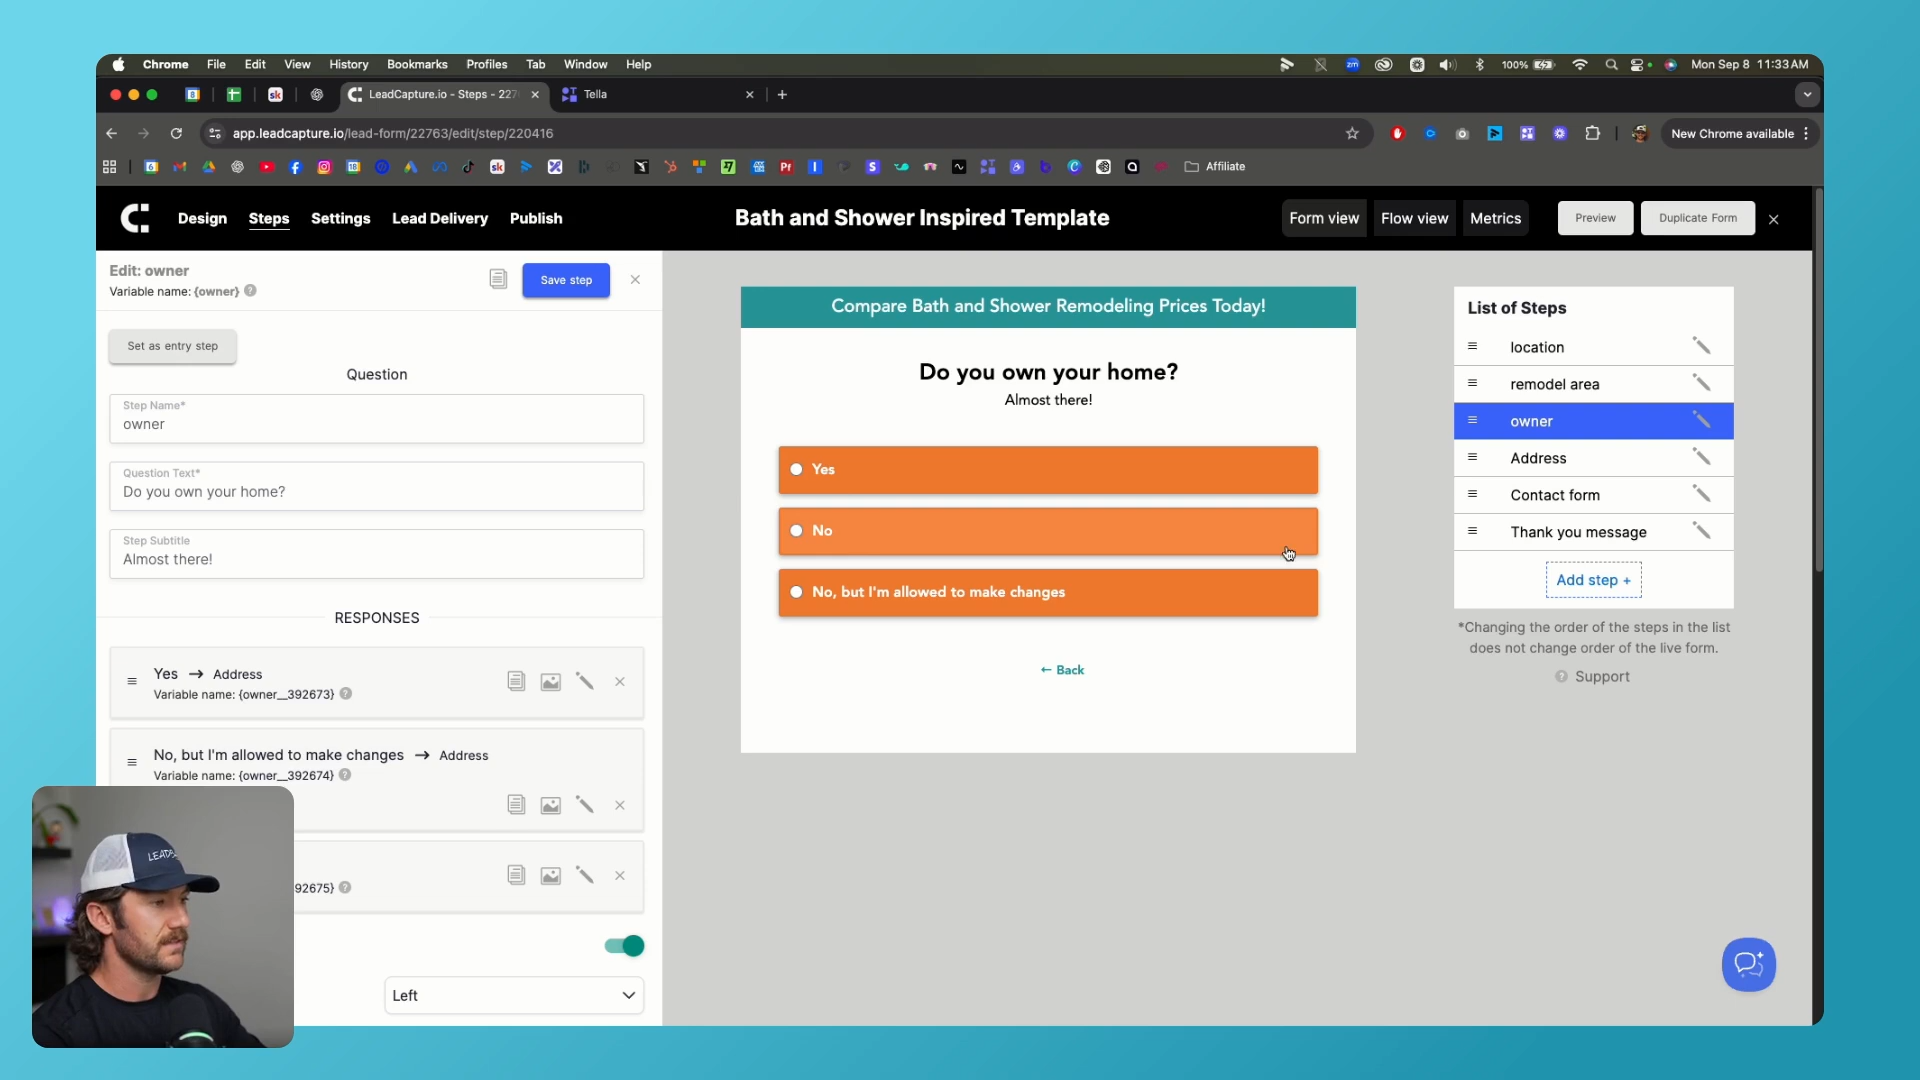 Chrome File Edit View History Bookmarks Profiles Tab Window Help
zm 100% Mon Sep 8 11:33 AM
LeadCapture.io - Steps - 227
Tella
app.leadcapture.io/lead-form/22763/edit/step/220416
New Chrome available
Affiliate
Design Steps Settings Lead Delivery Publish
Bath and Shower Inspired Template
Form view Flow view Metrics
Preview Duplicate Form
Edit: owner
Variable name: {owner}
Save step
Set as entry step
Question
Step Name*
owner
Question Text*
Do you own your home?
Step Subtitle
Almost there!
RESPONSES
Yes → Address
Variable name: {owner__392673}
No, but I'm allowed to make changes → Address
Variable name: {owner__392674}
92675}
Left
Compare Bath and Shower Remodeling Prices Today!
Do you own your home?
Almost there!
Yes
No
No, but I'm allowed to make changes
← Back
List of Steps
location
remodel area
owner
Address
Contact form
Thank you message
Add step +
*Changing the order of the steps in the list
does not change order of the live form.
Support